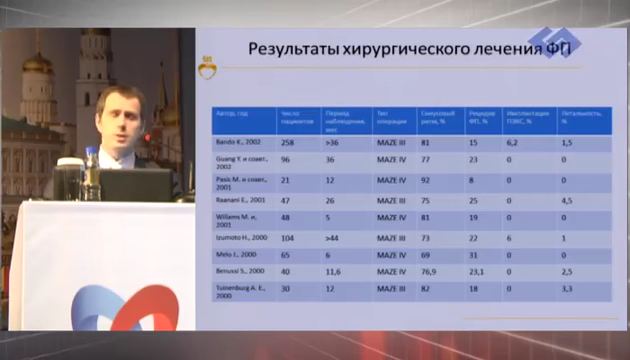 Результаты хирургического лечения ФП
Автор, год | Число пациентов | Период наблюдения, мес | Тип операции | Синусовый ритм, % | Рецидив ФП, % | Имплантация ПЭКС, % | Летальность, %
Bando K., 2002 | 258 | >36 | MAZE III | 81 | 15 | 6,2 | 1,5
Guang Y. и соавт., 2002 | 96 | 36 | MAZE IV | 77 | 23 | 0 | 0
Pasic M. и соавт., 2001 | 21 | 12 | MAZE IV | 92 | 8 | 0 | 0
Raanani E., 2001 | 47 | 26 | MAZE III | 75 | 25 | 0 | 4,5
Willams M. и, 2001 | 48 | 5 | MAZE IV | 81 | 19 | 0 | 0
Izumoto H., 2000 | 104 | >44 | MAZE III | 73 | 22 | 6 | 1
Melo J., 2000 | 65 | 6 | MAZE IV | 69 | 31 | 0 | 0
Benussi S., 2000 | 40 | 11,6 | MAZE IV | 76,9 | 23,1 | 0 | 2,5
Tuinenburg A. E., 2000 | 30 | 12 | MAZE III | 82 | 18 | 0 | 3,3